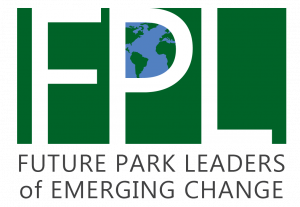 FPL
FUTURE PARK LEADERS
of EMERGING CHANGE